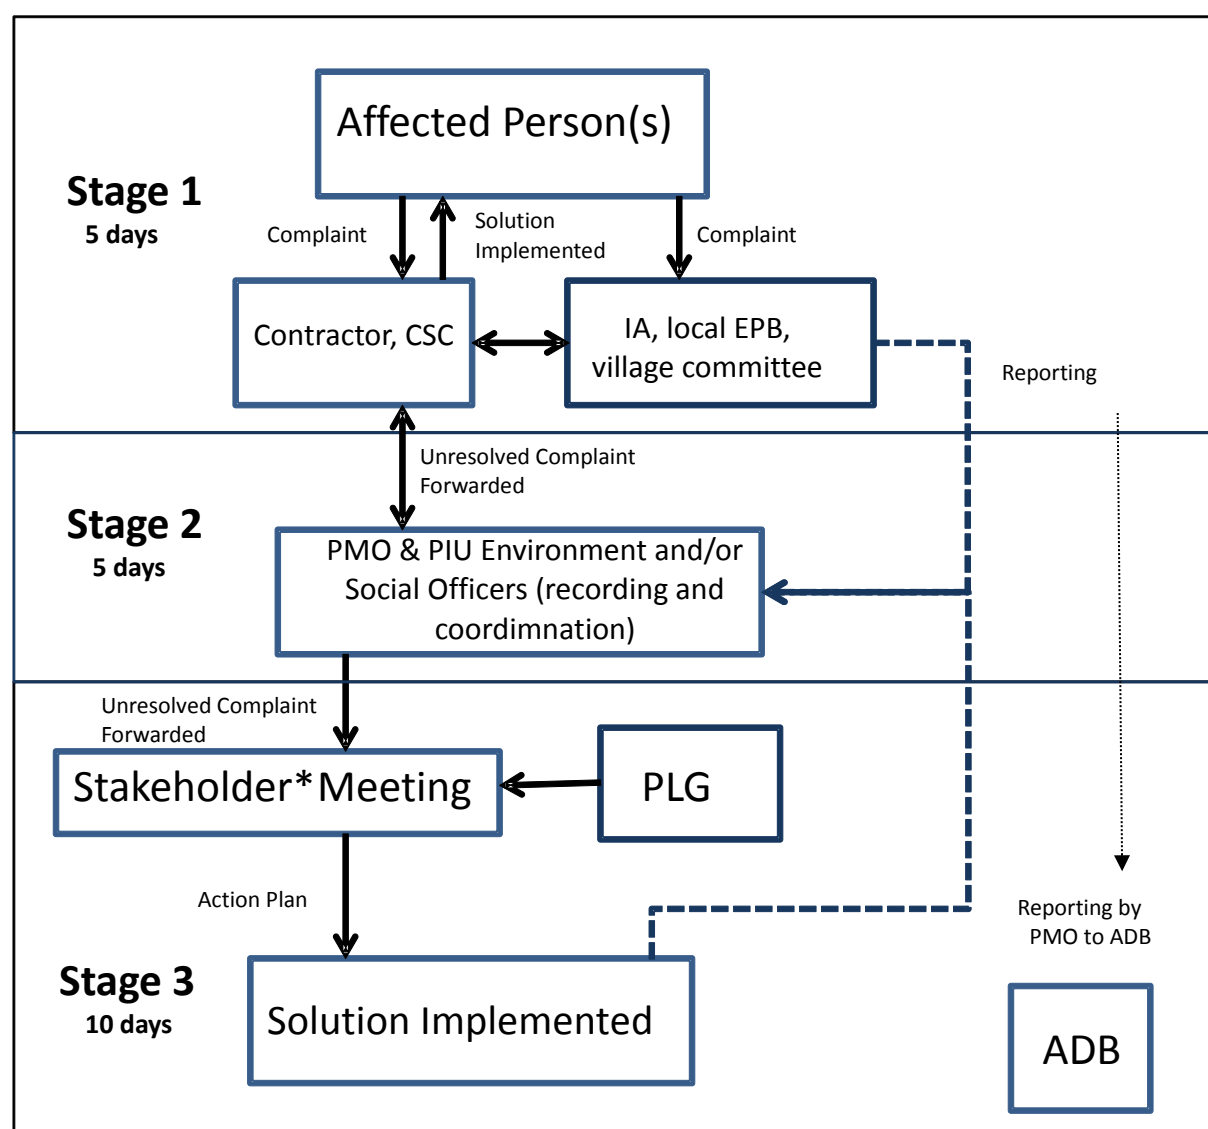 Affected Person(s)
Stage 1
5 days
Complaint
Solution
Implemented
Complaint
Contractor, CSC
IA, local EPB,
village committee
Reporting
Unresolved Complaint
Forwarded
Stage 2
5 days
PMO & PIU Environment and/or
Social Officers (recording and
coordimnation)
Unresolved Complaint
Forwarded
Stakeholder* Meeting
PLG
Action Plan
Reporting by
PMO to ADB
Stage 3
10 days
Solution Implemented
ADB